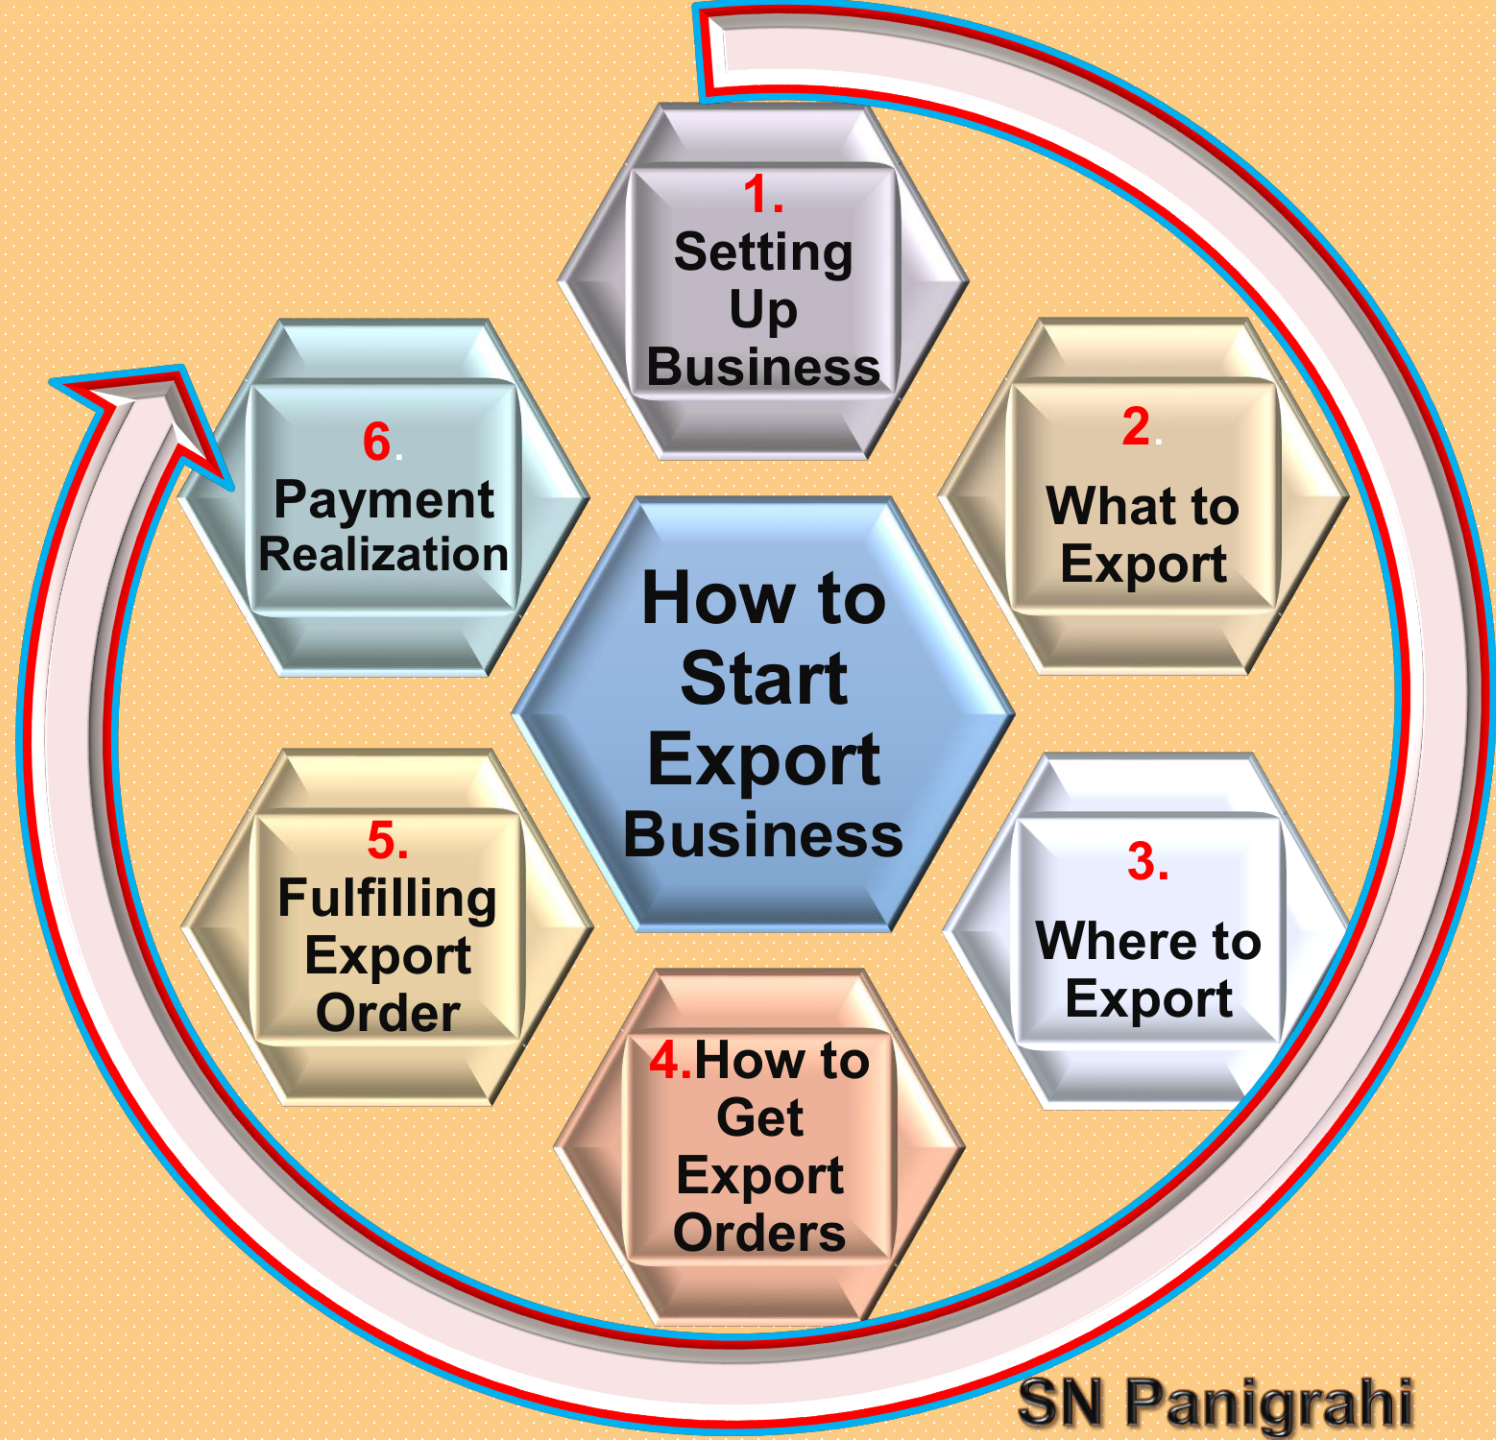 1.
Setting
Up
Business
2.
What to
Export
3.
Where to
Export
4.How to
Get
Export
Orders
5.
Fulfilling
Export
Order
6.
Payment
Realization
How to
Start
Export
Business
SN Panigrahi